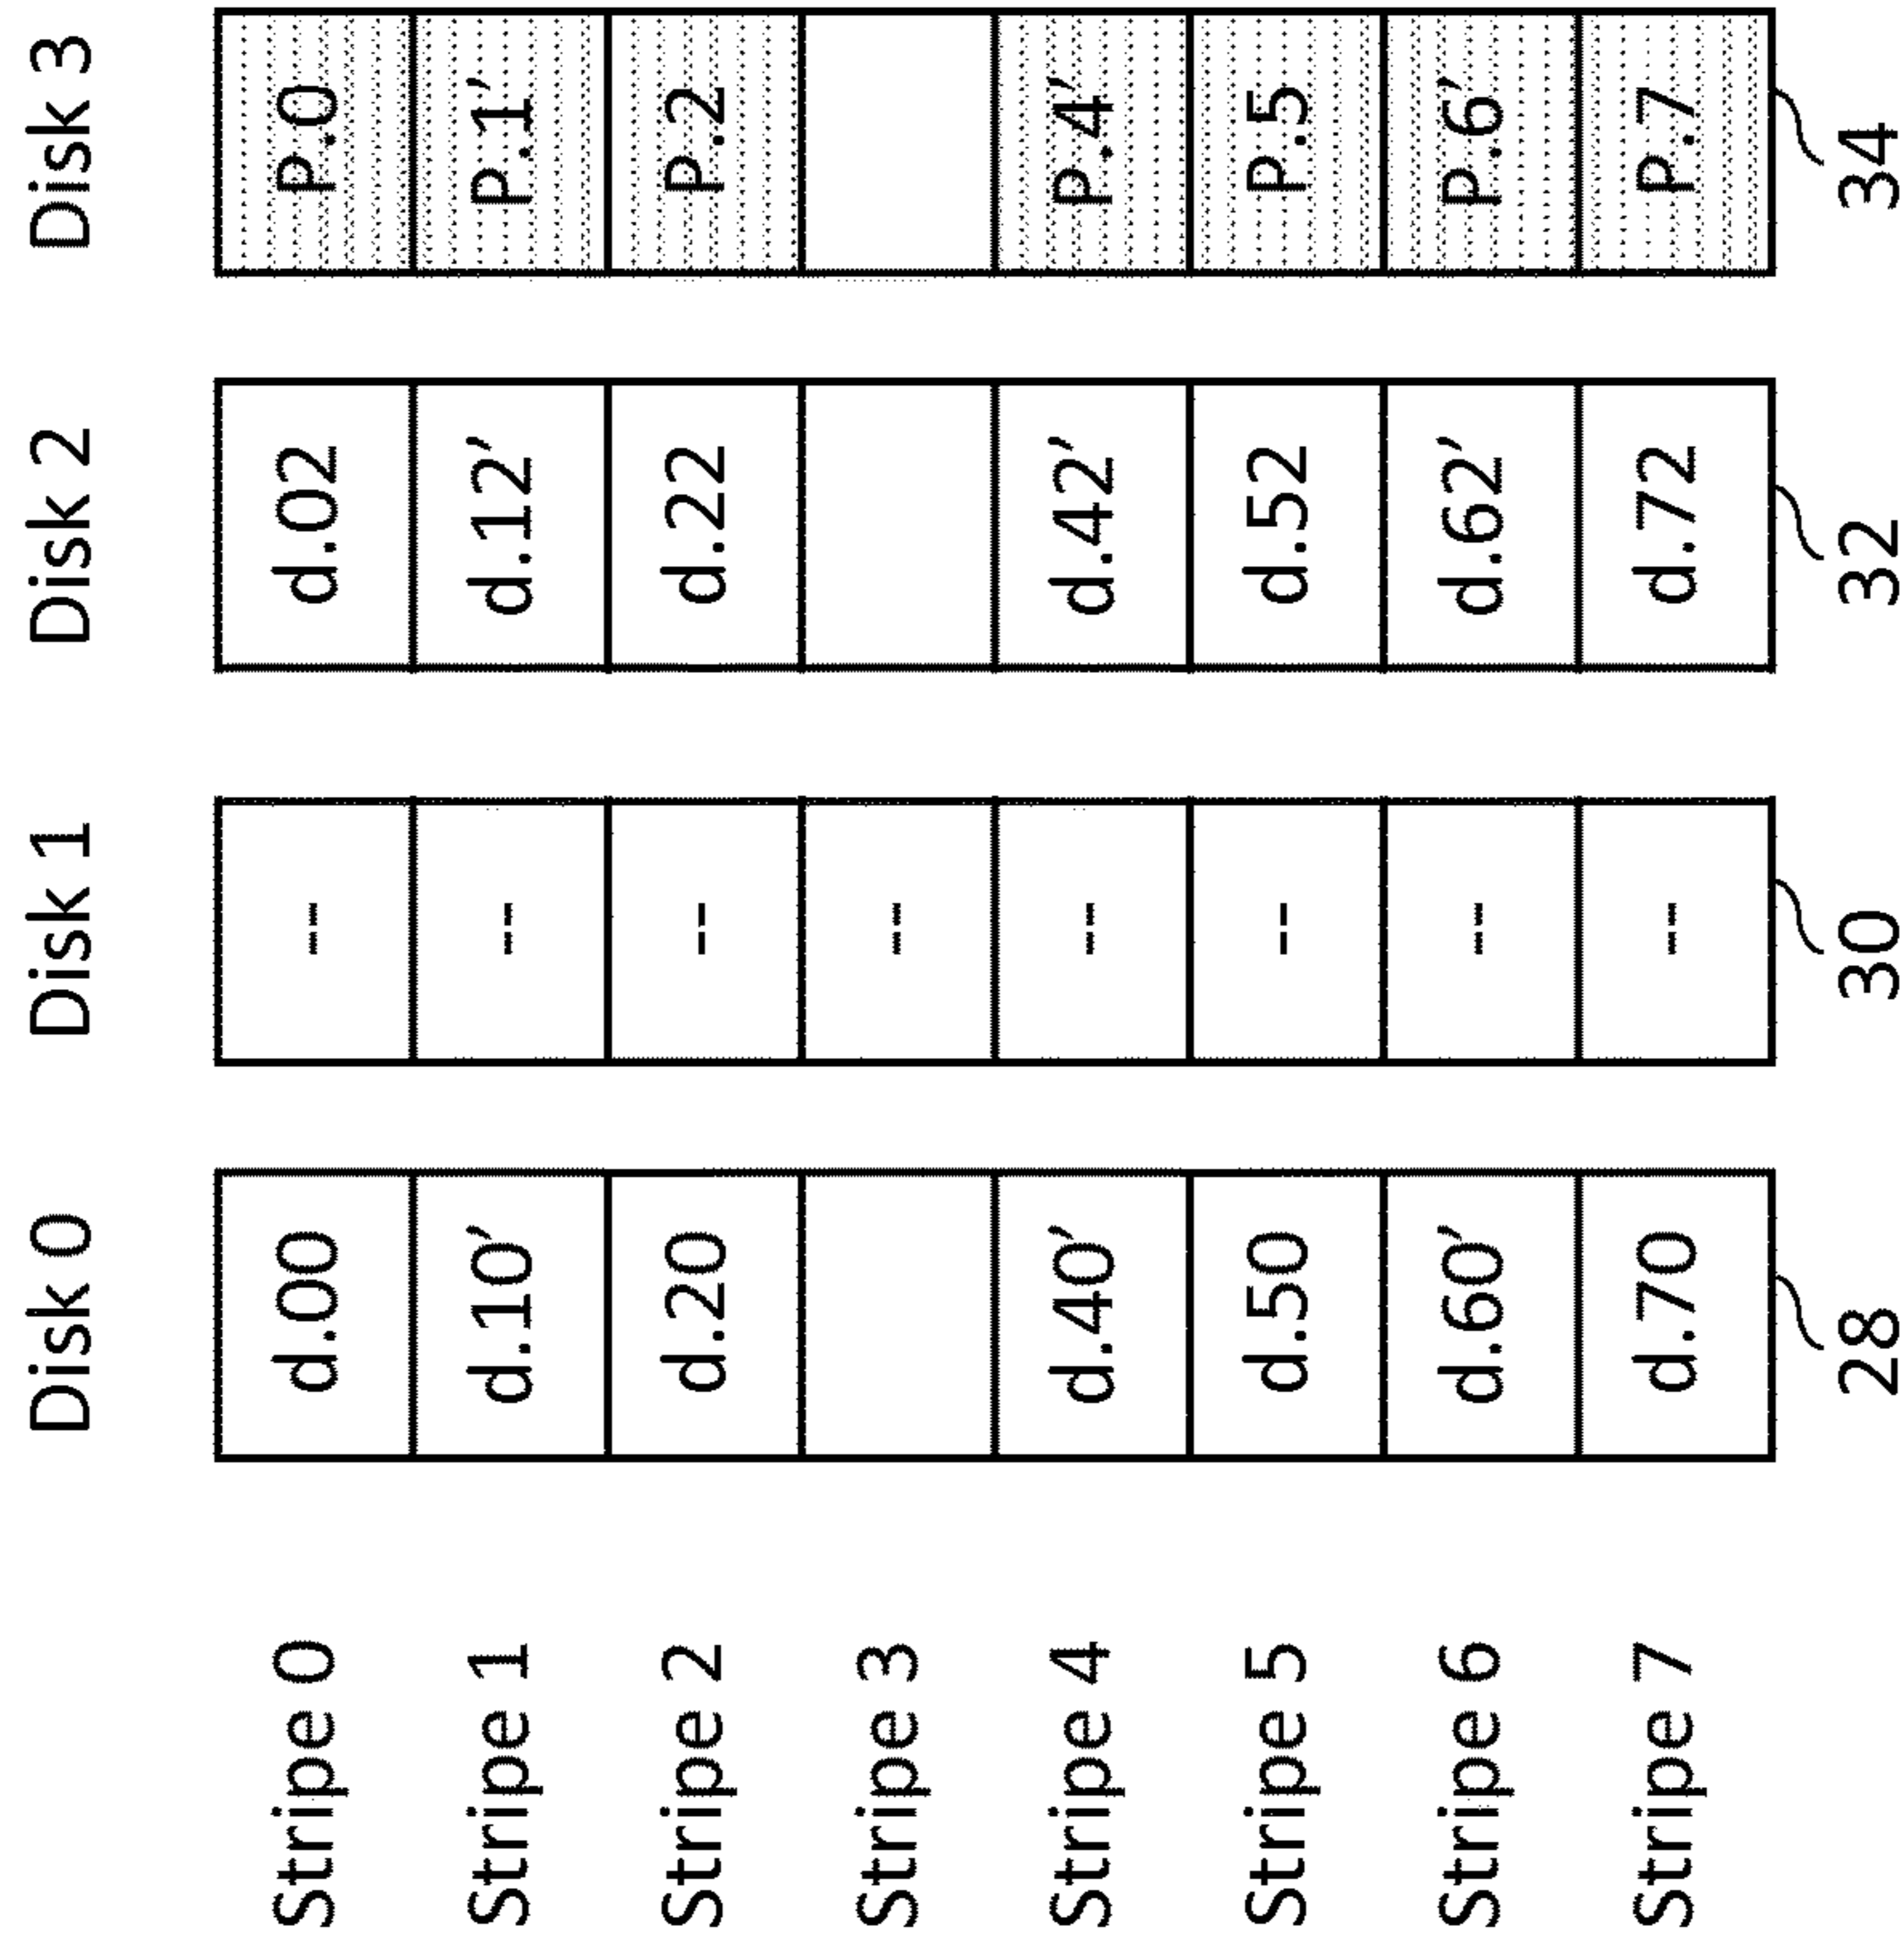 Disk 0 Disk 1 Disk 2 Disk 3
Stripe 0 d.00 -- d.02 P.0
Stripe 1 d.10’ -- d.12’ P.1’
Stripe 2 d.20 -- d.22 P.2
Stripe 3 --
Stripe 4 d.40’ -- d.42’ P.4’
Stripe 5 d.50 -- d.52 P.5
Stripe 6 d.60’ -- d.62’ P.6’
Stripe 7 d.70 -- d.72 P.7
28 30 32 34